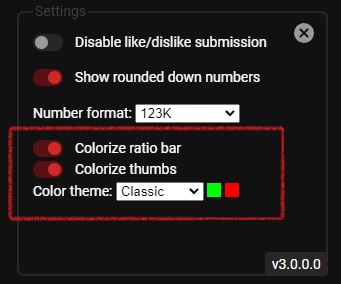 Settings
Disable like/dislike submission
Show rounded down numbers
Number format: 123K
Colorize ratio bar
Colorize thumbs
Color theme: Classic
v3.0.0.0